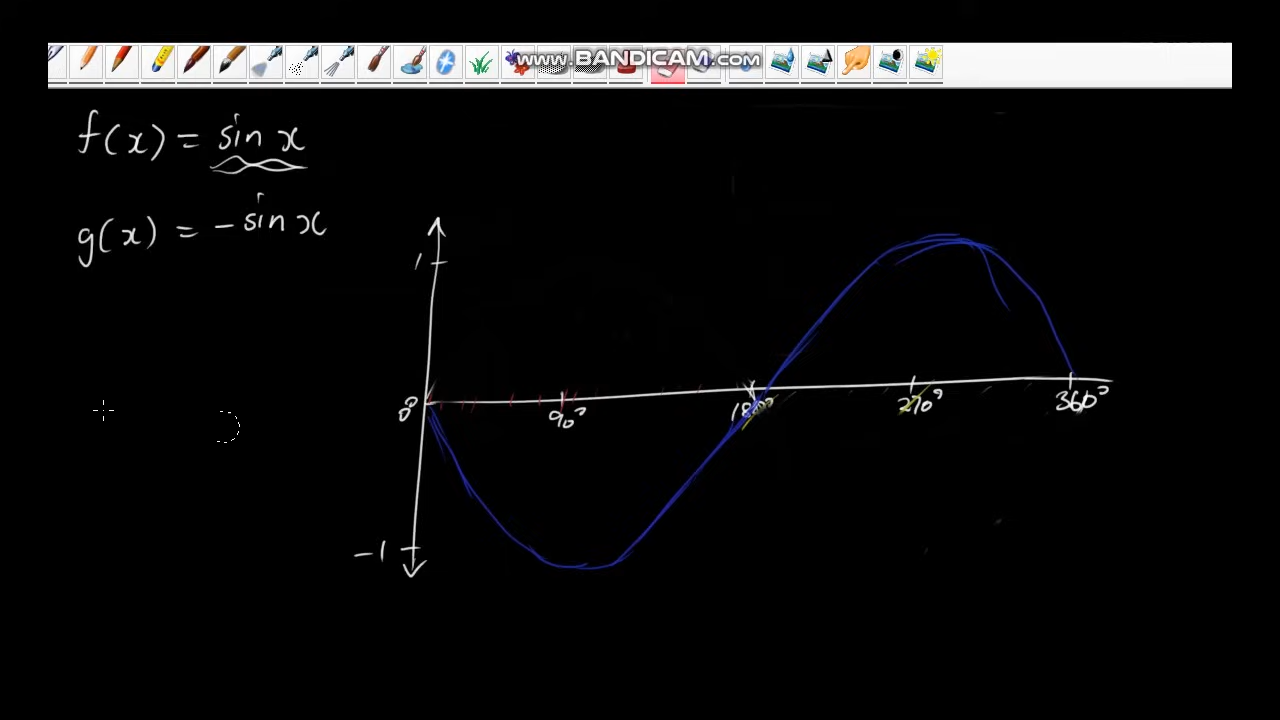 www.BANDICAM.com
f(x) = sin x
g(x) = - sin x
1
0° 90° 180° 270° 360°
-1